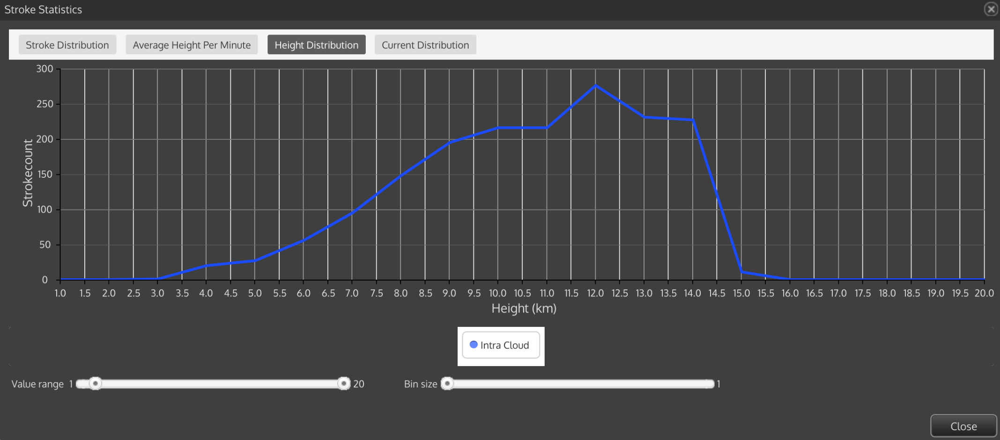 Stroke Statistics
Stroke Distribution Average Height Per Minute Height Distribution Current Distribution
300
250
200
150
100
50
0
Strokecount
1.0 1.5 2.0 2.5 3.0 3.5 4.0 4.5 5.0 5.5 6.0 6.5 7.0 7.5 8.0 8.5 9.0 9.5 10.0 10.5 11.0 11.5 12.0 12.5 13.0 13.5 14.0 14.5 15.0 15.5 16.0 16.5 17.0 17.5 18.0 18.5 19.0 19.5 20.0
Height (km)
Intra Cloud
Value range 1 20 Bin size 1
Close